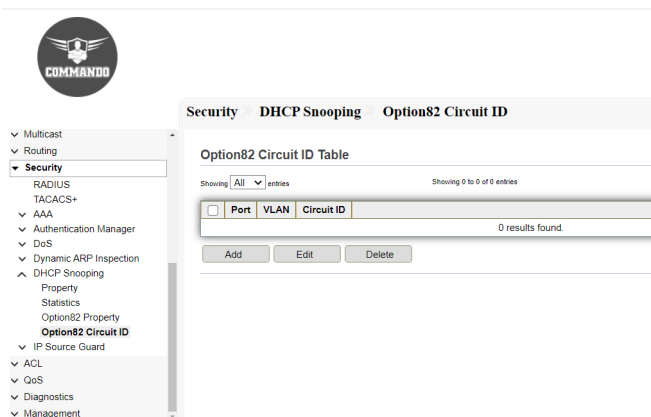 COMMANDO
Security » DHCP Snooping » Option82 Circuit ID
Multicast
Routing
Security
RADIUS
TACACS+
AAA
Authentication Manager
DoS
Dynamic ARP Inspection
DHCP Snooping
Property
Statistics
Option82 Property
Option82 Circuit ID
IP Source Guard
ACL
QoS
Diagnostics
Management
Option82 Circuit ID Table
Showing All entries Showing 0 to 0 of 0 entries
Port VLAN Circuit ID
0 results found.
Add Edit Delete